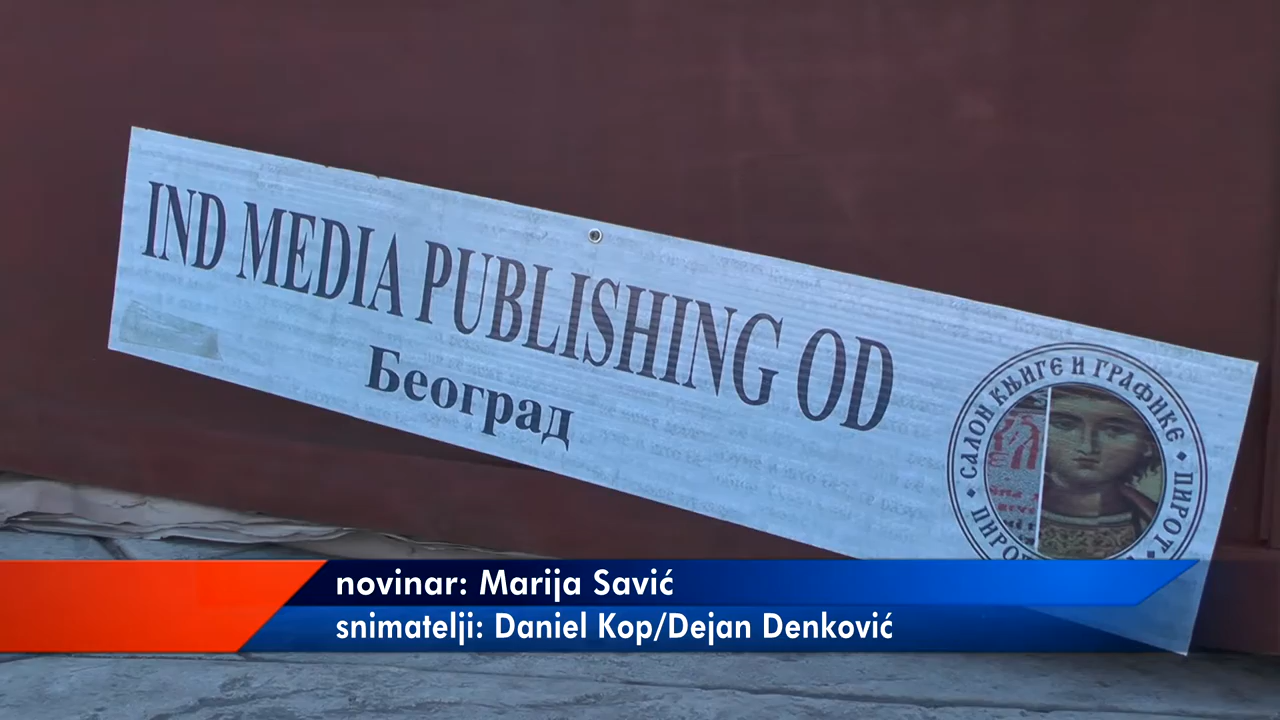 IND MEDIA PUBLISHING OD
Београд
САЛОН КЊИГЕ И ГРАФИКЕ • ПИРОТ •
novinar: Marija Savić
snimatelji: Daniel Kop/Dejan Denković